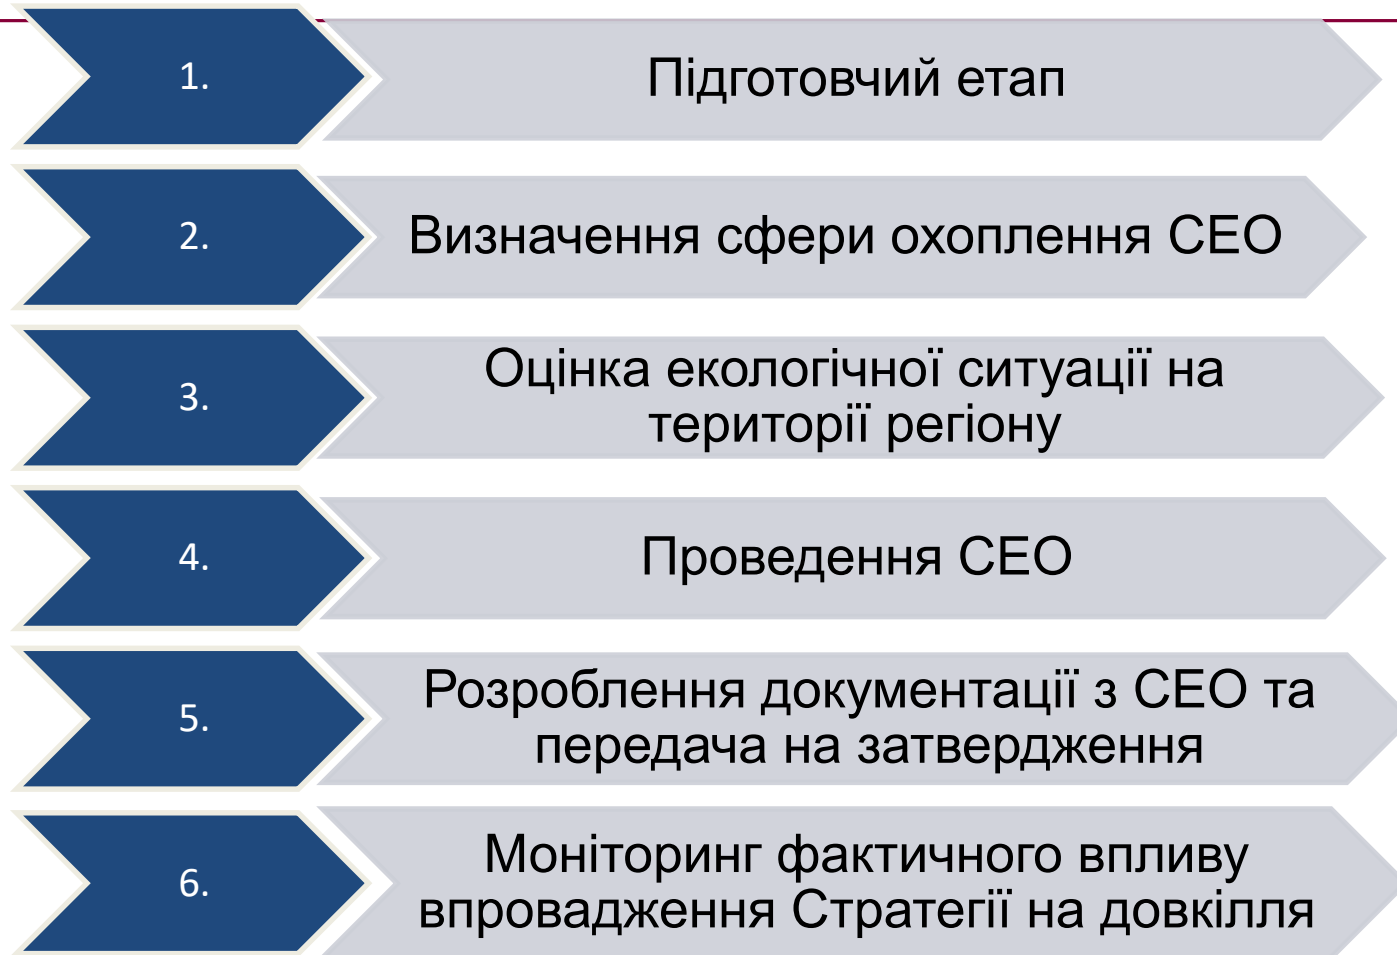 1.
Підготовчий етап
2.
Визначення сфери охоплення СЕО
3.
Оцінка екологічної ситуації на
території регіону
4.
Проведення СЕО
5.
Розроблення документації з СЕО та
передача на затвердження
6.
Моніторинг фактичного впливу
впровадження Стратегії на довкілля